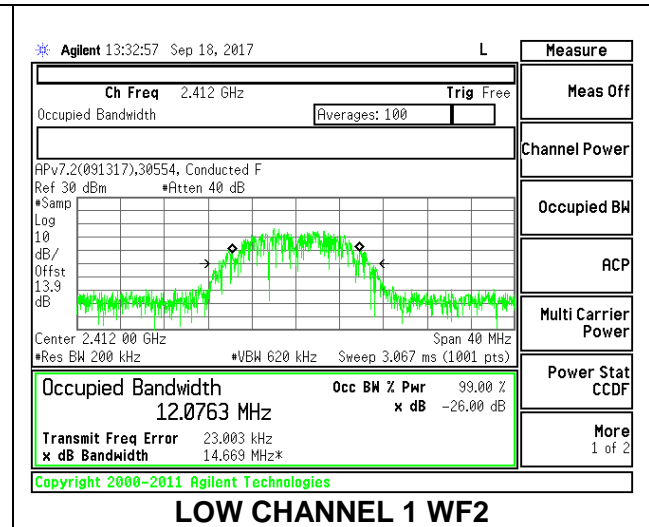 Agilent 13:32:57 Sep 18, 2017 L
Measure
Ch Freq 2.412 GHz Trig Free
Meas Off
Occupied Bandwidth Averages: 100
Channel Power
APv7.2(091317),30554, Conducted F
Ref 30 dBm #Atten 40 dB
#Samp
Log
10
dB/
Offst
13.9
dB
Occupied BW
ACP
Multi Carrier
Power
Center 2.412 00 GHz Span 40 MHz
#Res BW 200 kHz #VBW 620 kHz Sweep 3.067 ms (1001 pts)
Power Stat
CCDF
Occupied Bandwidth Occ BW % Pwr 99.00 %
12.0763 MHz x dB -26.00 dB
Transmit Freq Error 23.003 kHz
x dB Bandwidth 14.669 MHz*
More
1 of 2
Copyright 2000-2011 Agilent Technologies
LOW CHANNEL 1 WF2